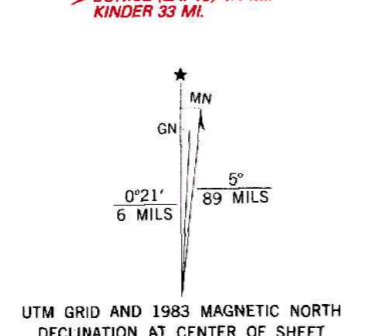 KINDER 33 MI.
MN
GN
0°21′
6 MILS
5°
89 MILS
UTM GRID AND 1983 MAGNETIC NORTH
DECLINATION AT CENTER OF SHEET